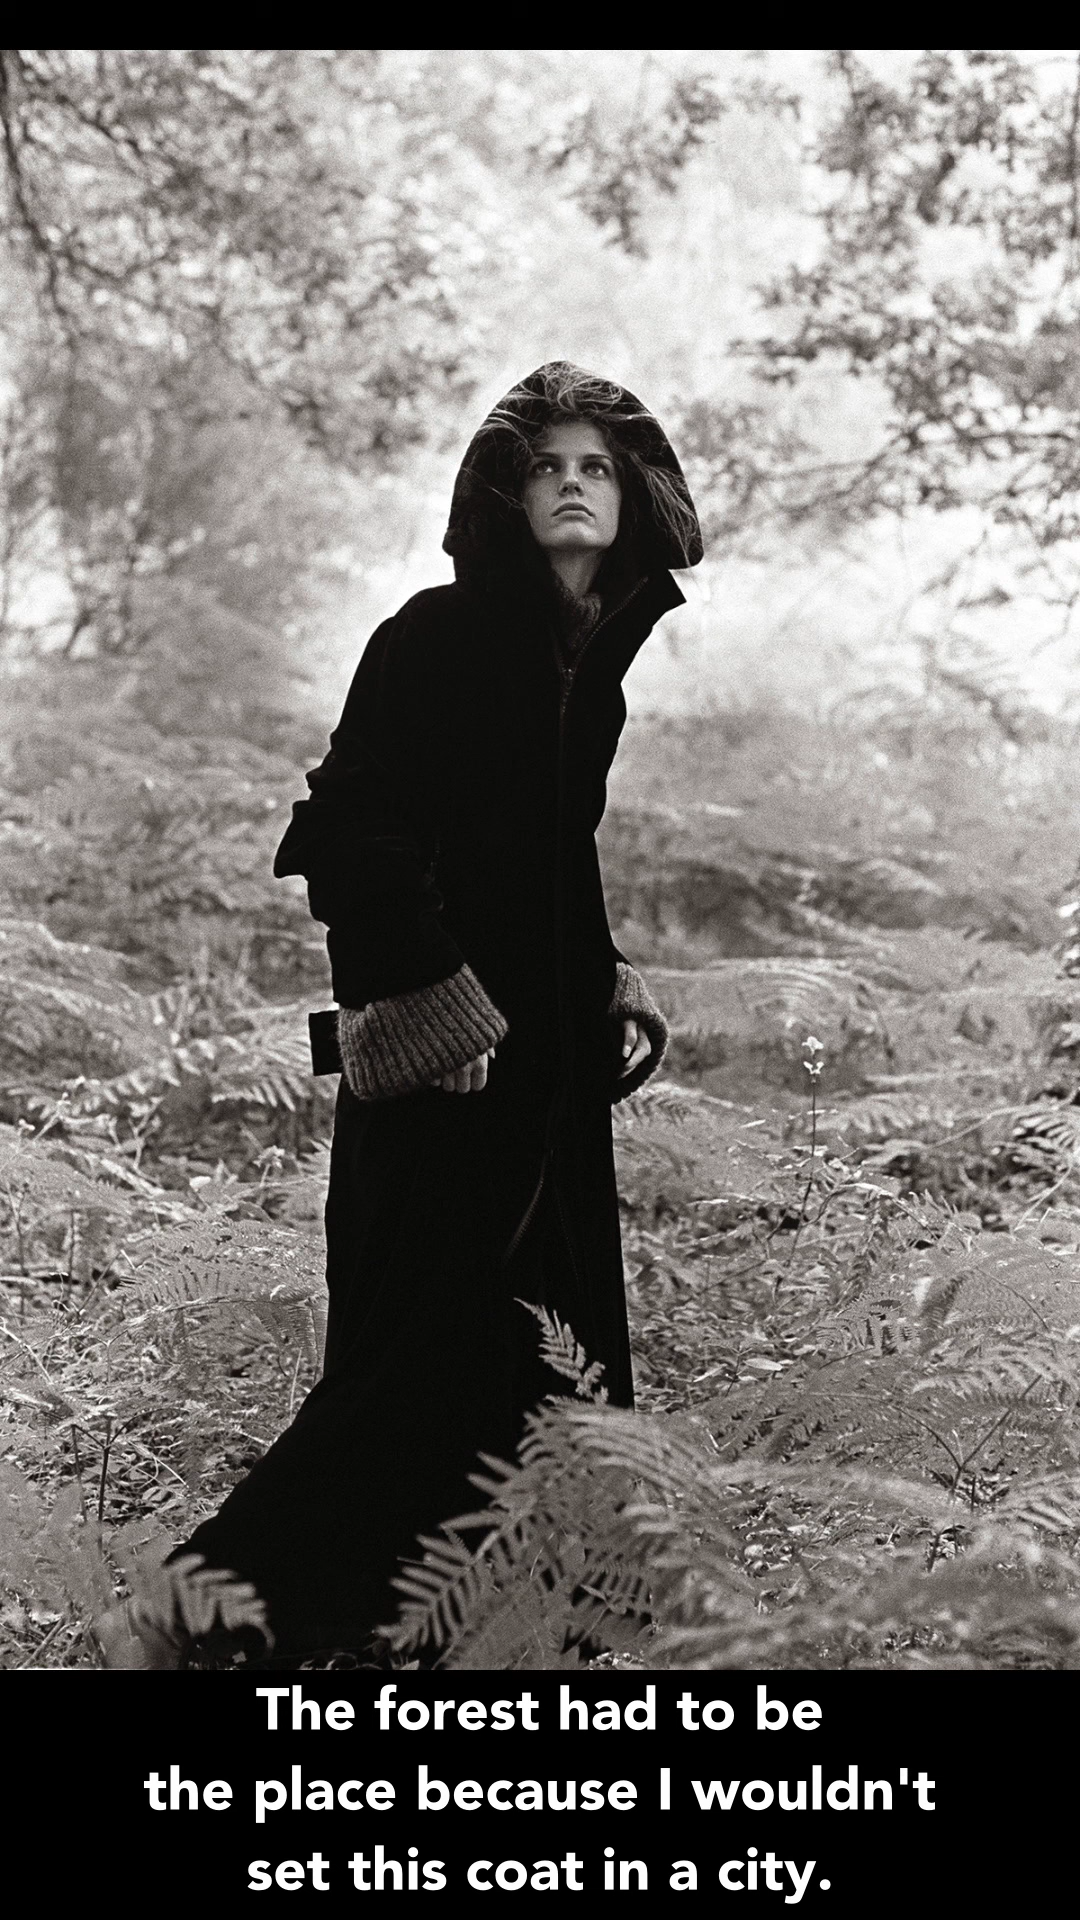 The forest had to be
the place because I wouldn't
set this coat in a city.